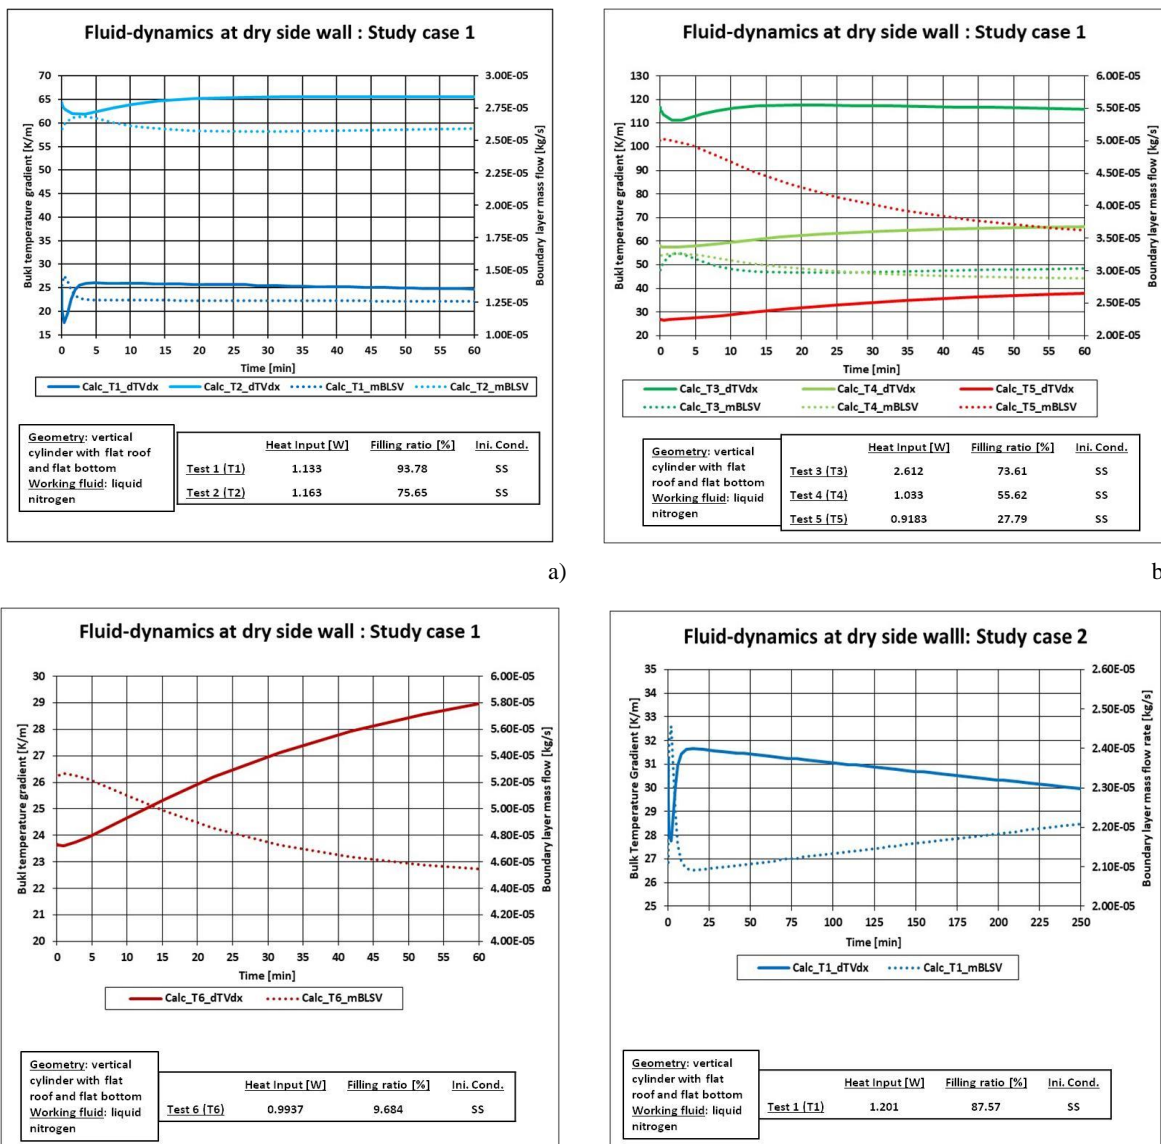 Fluid-dynamics at dry side wall : Study case 1
70
65
60
55
50
45
40
35
30
25
20
15
Bukl temperature gradient [K/m]
3.00E-05
2.75E-05
2.50E-05
2.25E-05
2.00E-05
1.75E-05
1.50E-05
1.25E-05
1.00E-05
Boundary layer mass flow [kg/s]
0 5 10 15 20 25 30 35 40 45 50 55 60
Time [min]
Calc_T1_dTVdx Calc_T2_dTVdx Calc_T1_mBLSV Calc_T2_mBLSV
Geometry: vertical
cylinder with flat roof
and flat bottom
Working fluid: liquid
nitrogen
Heat Input [W] Filling ratio [%] Ini. Cond.
Test 1 (T1) 1.133 93.78 SS
Test 2 (T2) 1.163 75.65 SS
a)
Fluid-dynamics at dry side wall : Study case 1
130
120
110
100
90
80
70
60
50
40
30
20
Bukl temperature gradient [K/m]
6.00E-05
5.50E-05
5.00E-05
4.50E-05
4.00E-05
3.50E-05
3.00E-05
2.50E-05
2.00E-05
Boundary layer mass flow [kg/s]
0 5 10 15 20 25 30 35 40 45 50 55 60
Time [min]
Calc_T3_dTVdx Calc_T4_dTVdx Calc_T5_dTVdx
Calc_T3_mBLSV Calc_T4_mBLSV Calc_T5_mBLSV
Geometry: vertical
cylinder with flat
roof and flat bottom
Working fluid: liquid
nitrogen
Heat Input [W] Filling ratio [%] Ini. Cond.
Test 3 (T3) 2.612 73.61 SS
Test 4 (T4) 1.033 55.62 SS
Test 5 (T5) 0.9183 27.79 SS
b
Fluid-dynamics at dry side wall : Study case 1
30
29
28
27
26
25
24
23
22
21
20
Bukl temperature gradient [K/m]
6.00E-05
5.80E-05
5.60E-05
5.40E-05
5.20E-05
5.00E-05
4.80E-05
4.60E-05
4.40E-05
4.20E-05
4.00E-05
Boundary layer mass flow [kg/s]
0 5 10 15 20 25 30 35 40 45 50 55 60
Time [min]
Calc_T6_dTVdx Calc_T6_mBLSV
Geometry: vertical
cylinder with flat
roof and flat bottom
Working fluid: liquid
nitrogen
Heat Input [W] Filling ratio [%] Ini. Cond.
Test 6 (T6) 0.9937 9.684 SS
Fluid-dynamics at dry side walll: Study case 2
35
34
33
32
31
30
29
28
27
26
25
Bulk Temperature Gradient [K/m]
2.60E-05
2.50E-05
2.40E-05
2.30E-05
2.20E-05
2.10E-05
2.00E-05
Boundary layer mass flow rate [kg/s]
0 25 50 75 100 125 150 175 200 225 250
Time [min]
Calc_T1_dTVdx Calc_T1_mBLSV
Geometry: vertical
cylinder with flat
roof and flat bottom
Working fluid: liquid
nitrogen
Heat Input [W] Filling ratio [%] Ini. Cond.
Test 1 (T1) 1.201 87.57 SS